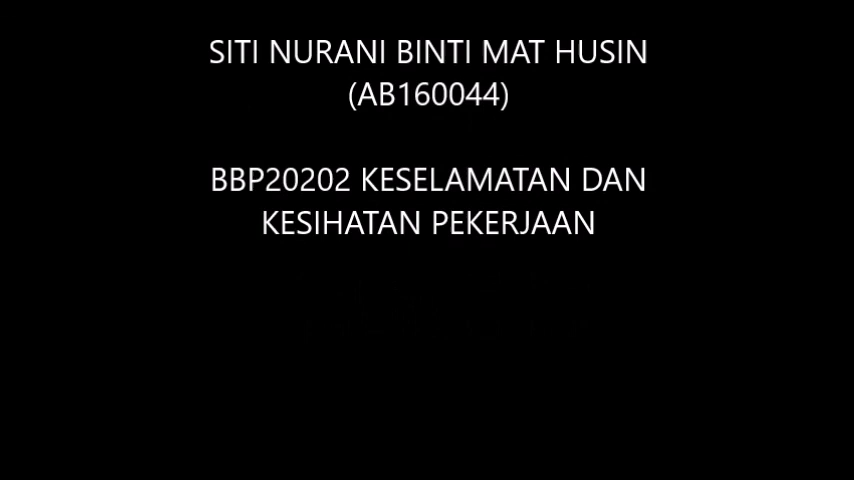 SITI NURANI BINTI MAT HUSIN
(AB160044)
BBP20202 KESELAMATAN DAN
KESIHATAN PEKERJAAN